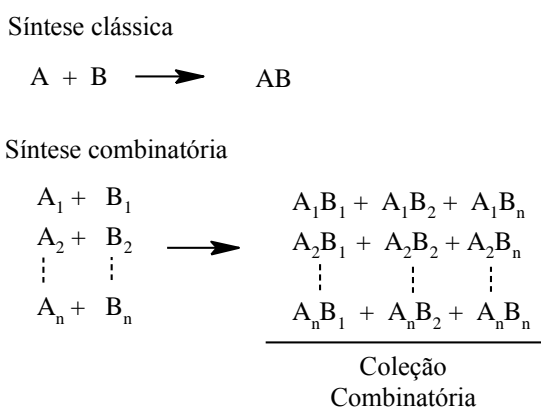 Síntese clássica
A + B AB
Síntese combinatória
A₁ + B₁ A₁B₁ + A₁B₂ + A₁Bₙ
A₂ + B₂ A₂B₁ + A₂B₂ + A₂Bₙ
Aₙ + Bₙ AₙB₁ + AₙB₂ + AₙBₙ
Coleção
Combinatória